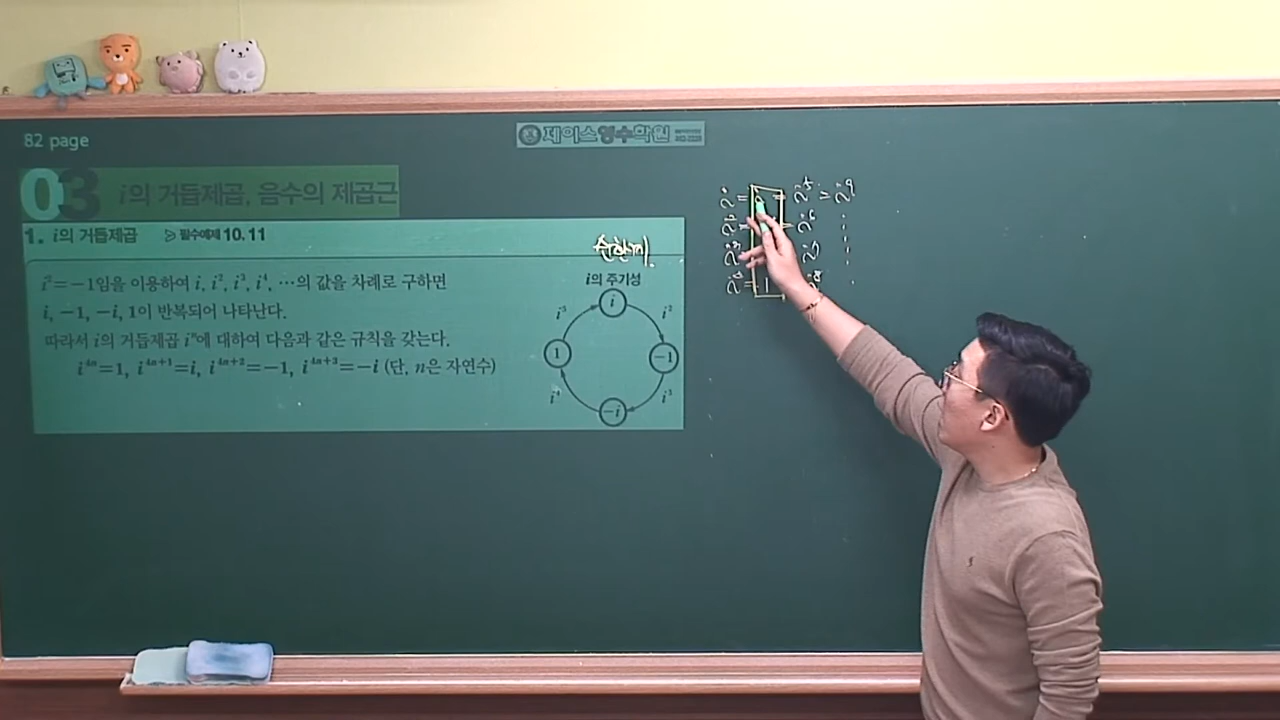 82 page
제이스영수학원
03 i의 거듭제곱, 음수의 제곱근
1. i의 거듭제곱 ▷ 필수예제 10, 11
순환계.
i²=-1임을 이용하여 i, i², i³, i⁴, …의 값을 차례로 구하면
i, -1, -i, 1이 반복되어 나타난다.
따라서 i의 거듭제곱 iⁿ에 대하여 다음과 같은 규칙을 갖는다.
i⁴ⁿ=1, i⁴ⁿ⁺¹=i, i⁴ⁿ⁺²=-1, i⁴ⁿ⁺³=-i (단, n은 자연수)
i의 주기성
i
i⁵ i²
1 -1
i⁴ i³
-i